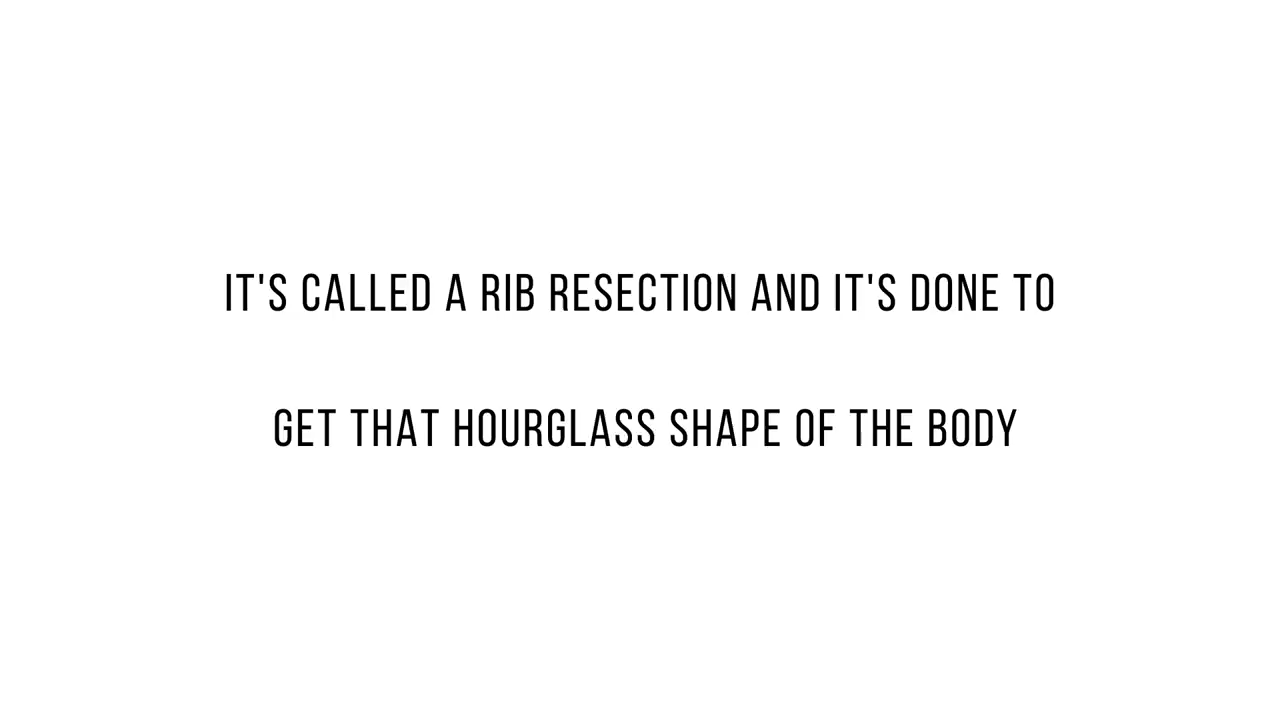 IT'S CALLED A RIB RESECTION AND IT'S DONE TO
GET THAT HOURGLASS SHAPE OF THE BODY